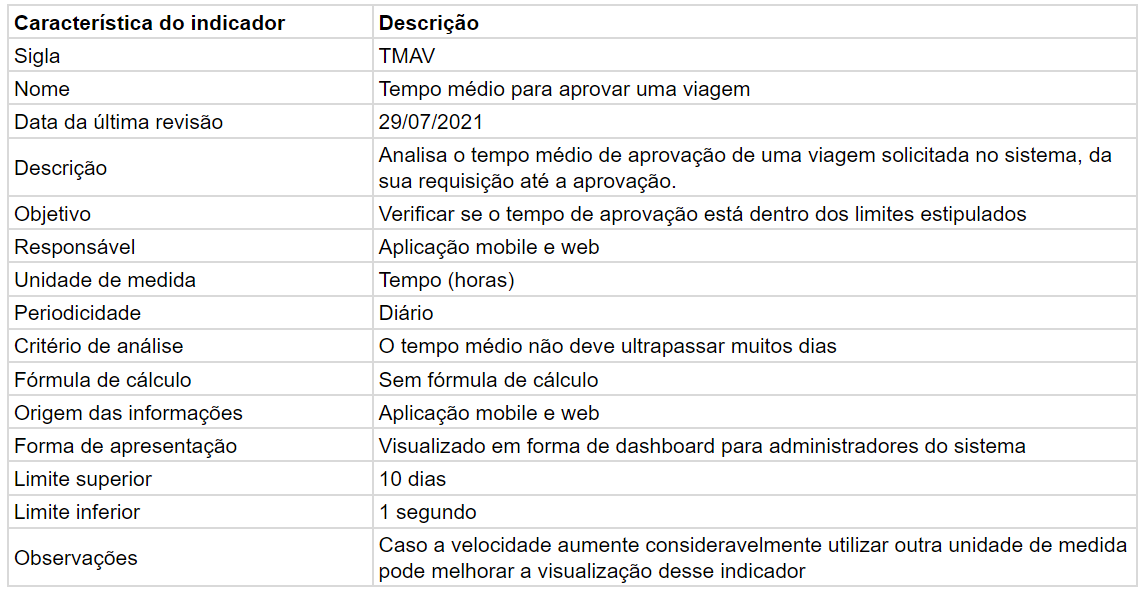 Característica do indicador Descrição
Sigla TMAV
Nome Tempo médio para aprovar uma viagem
Data da última revisão 29/07/2021
Descrição Analisa o tempo médio de aprovação de uma viagem solicitada no sistema, da
sua requisição até a aprovação.
Objetivo Verificar se o tempo de aprovação está dentro dos limites estipulados
Responsável Aplicação mobile e web
Unidade de medida Tempo (horas)
Periodicidade Diário
Critério de análise O tempo médio não deve ultrapassar muitos dias
Fórmula de cálculo Sem fórmula de cálculo
Origem das informações Aplicação mobile e web
Forma de apresentação Visualizado em forma de dashboard para administradores do sistema
Limite superior 10 dias
Limite inferior 1 segundo
Observações Caso a velocidade aumente consideravelmente utilizar outra unidade de medida
pode melhorar a visualização desse indicador